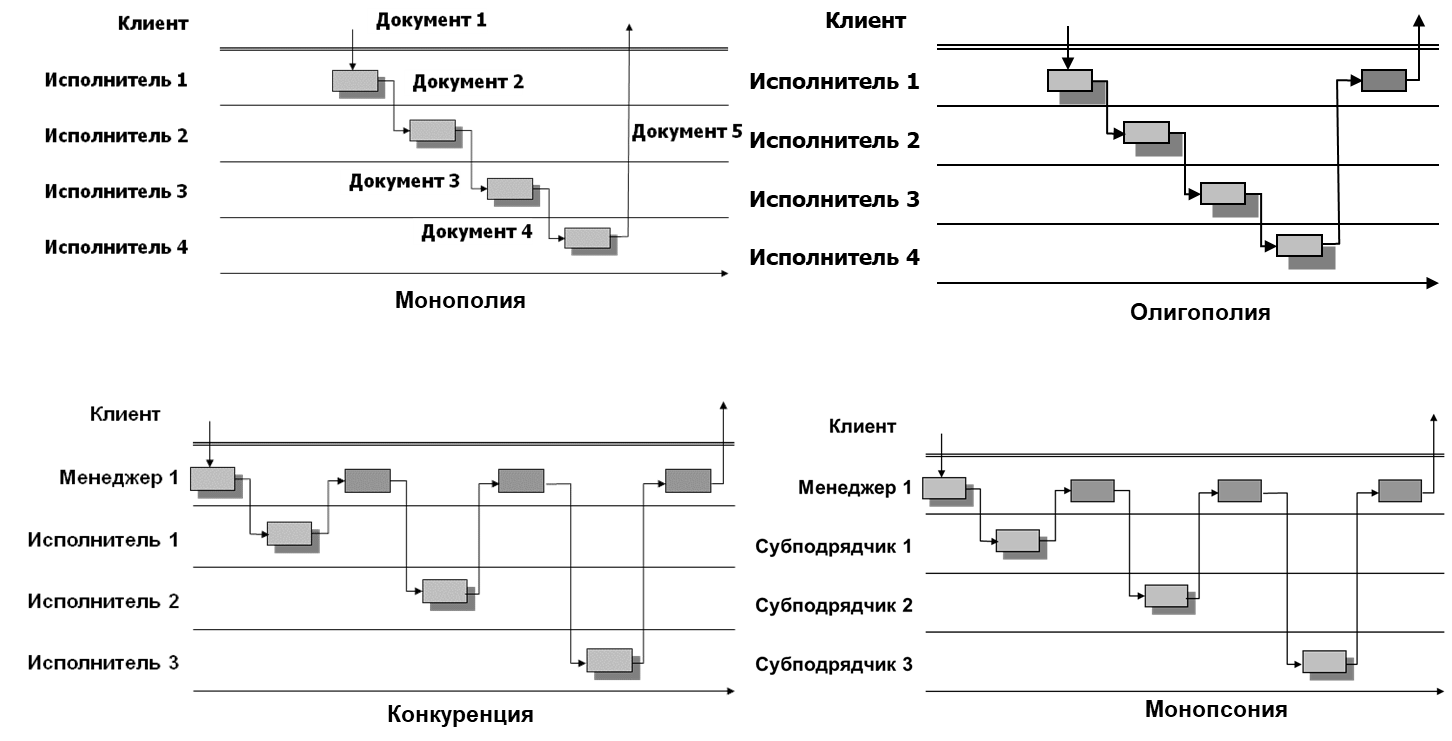 Клиент
Документ 1
Исполнитель 1
Документ 2
Исполнитель 2
Документ 5
Исполнитель 3
Документ 3
Исполнитель 4
Документ 4
Монополия
Клиент
Исполнитель 1
Исполнитель 2
Исполнитель 3
Исполнитель 4
Олигополия
Клиент
Менеджер 1
Исполнитель 1
Исполнитель 2
Исполнитель 3
Конкуренция
Клиент
Менеджер 1
Субподрядчик 1
Субподрядчик 2
Субподрядчик 3
Монопсония